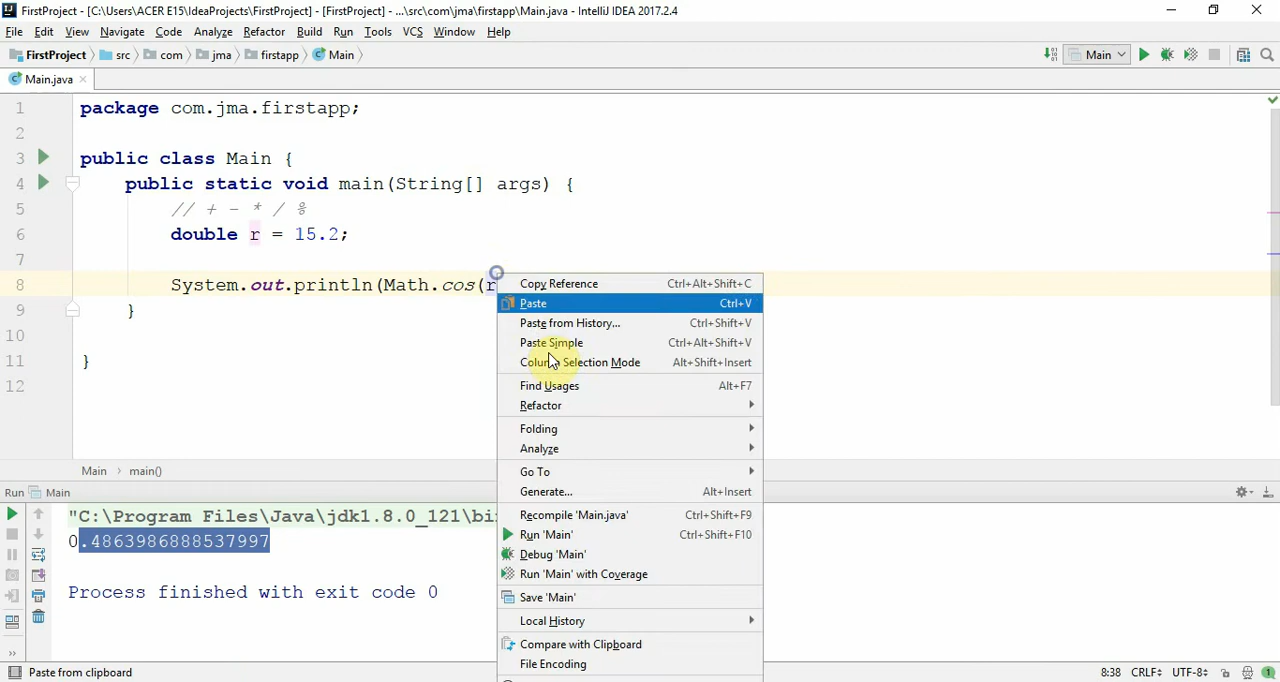 FirstProject - [C:\Users\ACER E15\IdeaProjects\FirstProject] - [FirstProject] - ...\src\com\jma\firstapp\Main.java - IntelliJ IDEA 2017.2.4
File Edit View Navigate Code Analyze Refactor Build Run Tools VCS Window Help
FirstProject src com jma firstapp Main Main
Main.java
1 package com.jma.firstapp;
2
3 public class Main {
4 public static void main(String[] args) {
5 // + - * / %
6 double r = 15.2;
7
8 System.out.println(Math.cos(r
9 }
10
11 }
12
Copy Reference Ctrl+Alt+Shift+C
Paste Ctrl+V
Paste from History... Ctrl+Shift+V
Paste Simple Ctrl+Alt+Shift+V
Column Selection Mode Alt+Shift+Insert
Find Usages Alt+F7
Refactor
Folding
Analyze
Go To
Generate... Alt+Insert
Recompile 'Main.java' Ctrl+Shift+F9
Run 'Main' Ctrl+Shift+F10
Debug 'Main'
Run 'Main' with Coverage
Save 'Main'
Local History
Compare with Clipboard
File Encoding
Main main()
Run Main
"C:\Program Files\Java\jdk1.8.0_121\bi
0.4863986888537997
Process finished with exit code 0
Paste from clipboard 8:38 CRLF UTF-8 1